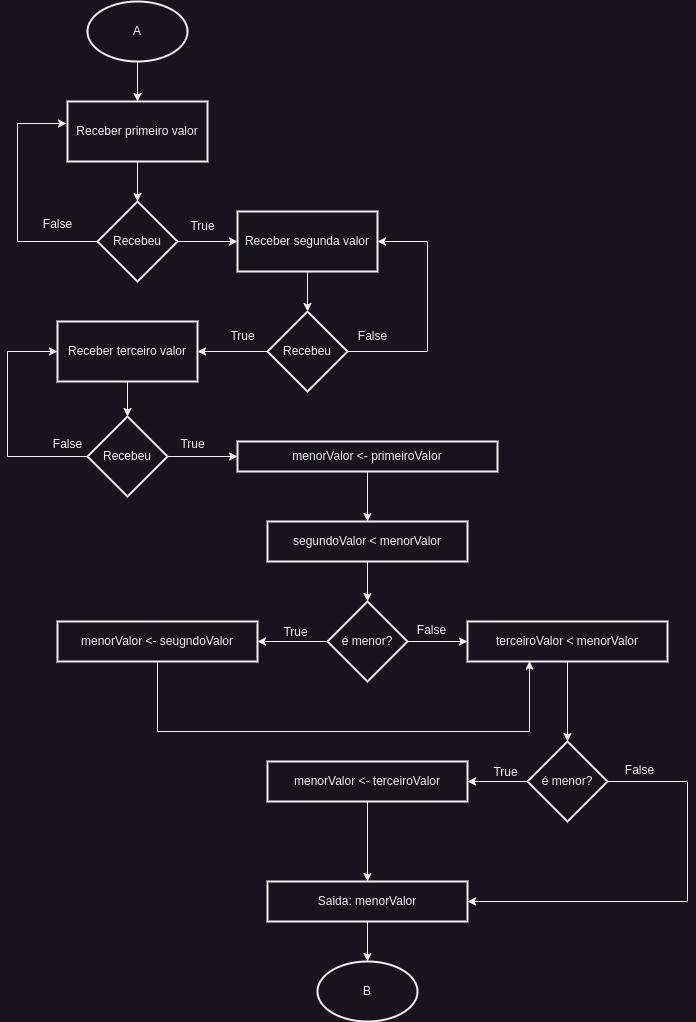 A
Receber primeiro valor
False
True
Recebeu
Receber segunda valor
True
False
Recebeu
Receber terceiro valor
False
True
Recebeu
menorValor <- primeiroValor
segundoValor < menorValor
True
False
é menor?
menorValor <- seugndoValor
terceiroValor < menorValor
True
False
é menor?
menorValor <- terceiroValor
Saida: menorValor
B